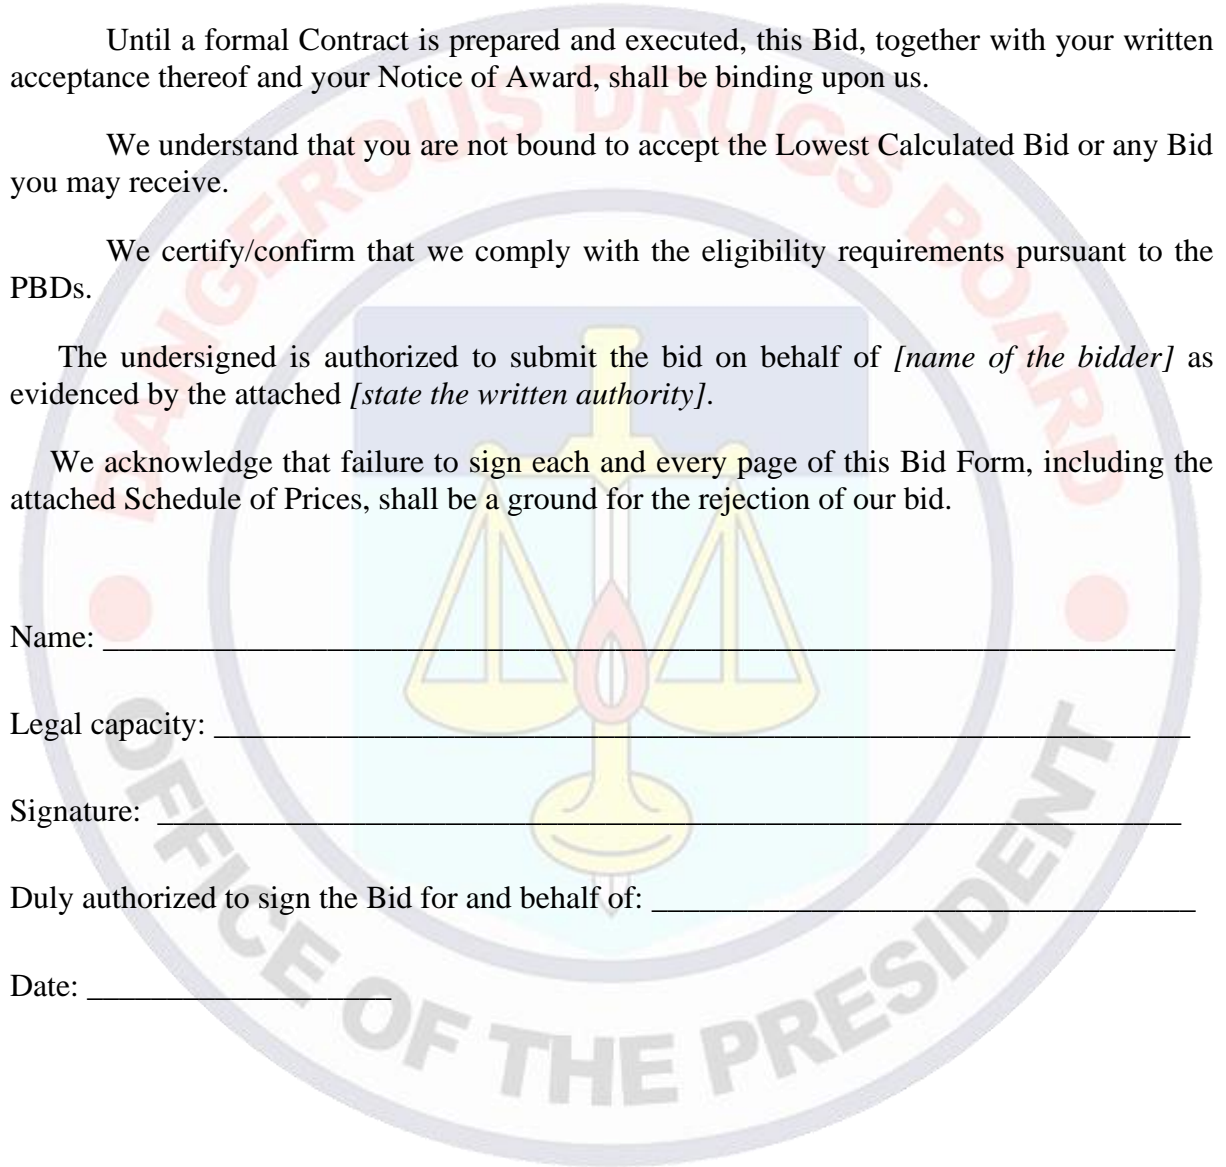 Until a formal Contract is prepared and executed, this Bid, together with your written
acceptance thereof and your Notice of Award, shall be binding upon us.
We understand that you are not bound to accept the Lowest Calculated Bid or any Bid
you may receive.
We certify/confirm that we comply with the eligibility requirements pursuant to the
PBDs.
The undersigned is authorized to submit the bid on behalf of [name of the bidder] as
evidenced by the attached [state the written authority].
We acknowledge that failure to sign each and every page of this Bid Form, including the
attached Schedule of Prices, shall be a ground for the rejection of our bid.
Name: ___________________________________________________________________
Legal capacity: _____________________________________________________________
Signature: ________________________________________________________________
Duly authorized to sign the Bid for and behalf of: __________________________________
Date: ___________________
DANGEROUS DRUGS BOARD
OFFICE OF THE PRESIDENT